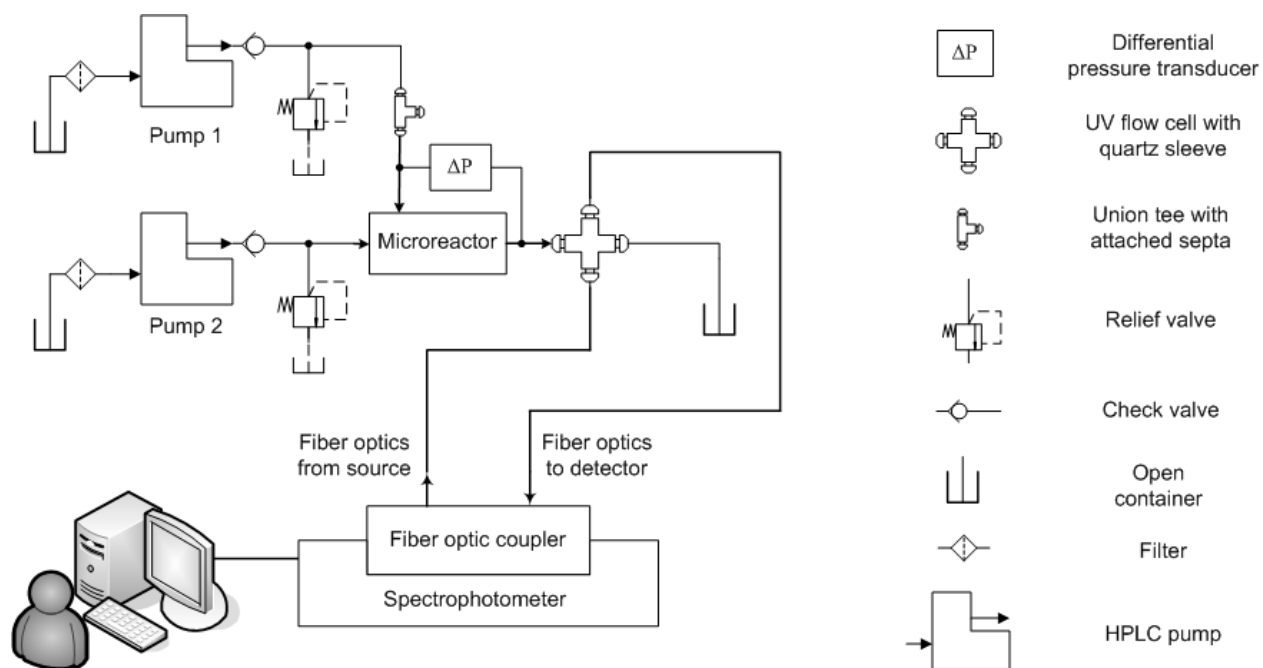 Pump 1
ΔP
Microreactor
Pump 2
Fiber optics
from source
Fiber optics
to detector
Fiber optic coupler
Spectrophotometer
ΔP
Differential
pressure transducer
UV flow cell with
quartz sleeve
Union tee with
attached septa
Relief valve
Check valve
Open
container
Filter
HPLC pump